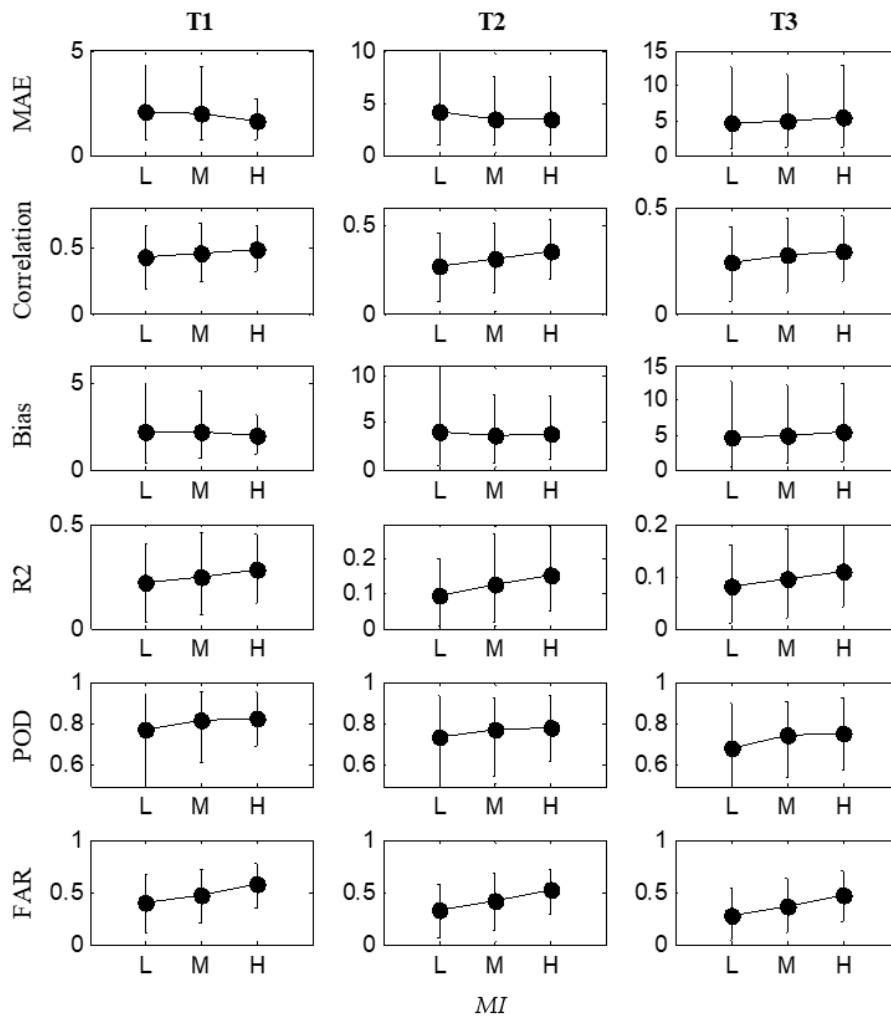 T1 T2 T3
MAE
5 10 15
10
5
5
0 0 0
L M H L M H L M H
Correlation
0.5
0.5 0.5
0 0 0
L M H L M H L M H
Bias
5 10 15
10
5
5
0 0 0
L M H L M H L M H
R2
0.5 0.2 0.2
0.1 0.1
0 0 0
L M H L M H L M H
POD
1 1 1
0.8 0.8 0.8
0.6 0.6 0.6
L M H L M H L M H
FAR
1 1 1
0.5 0.5 0.5
0 0 0
L M H L M H L M H
MI